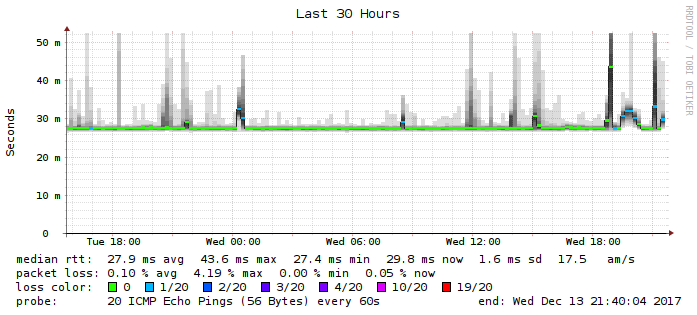 Last 30 Hours
RRDTOOL / TOBI OETIKER
Seconds
50 m
40 m
30 m
20 m
10 m
0
Tue 18:00 Wed 00:00 Wed 06:00 Wed 12:00 Wed 18:00
median rtt: 27.9 ms avg 43.6 ms max 27.4 ms min 29.8 ms now 1.6 ms sd 17.5 am/s
packet loss: 0.10 % avg 4.19 % max 0.00 % min 0.05 % now
loss color: 0 1/20 2/20 3/20 4/20 10/20 19/20
probe: 20 ICMP Echo Pings (56 Bytes) every 60s end: Wed Dec 13 21:40:04 2017